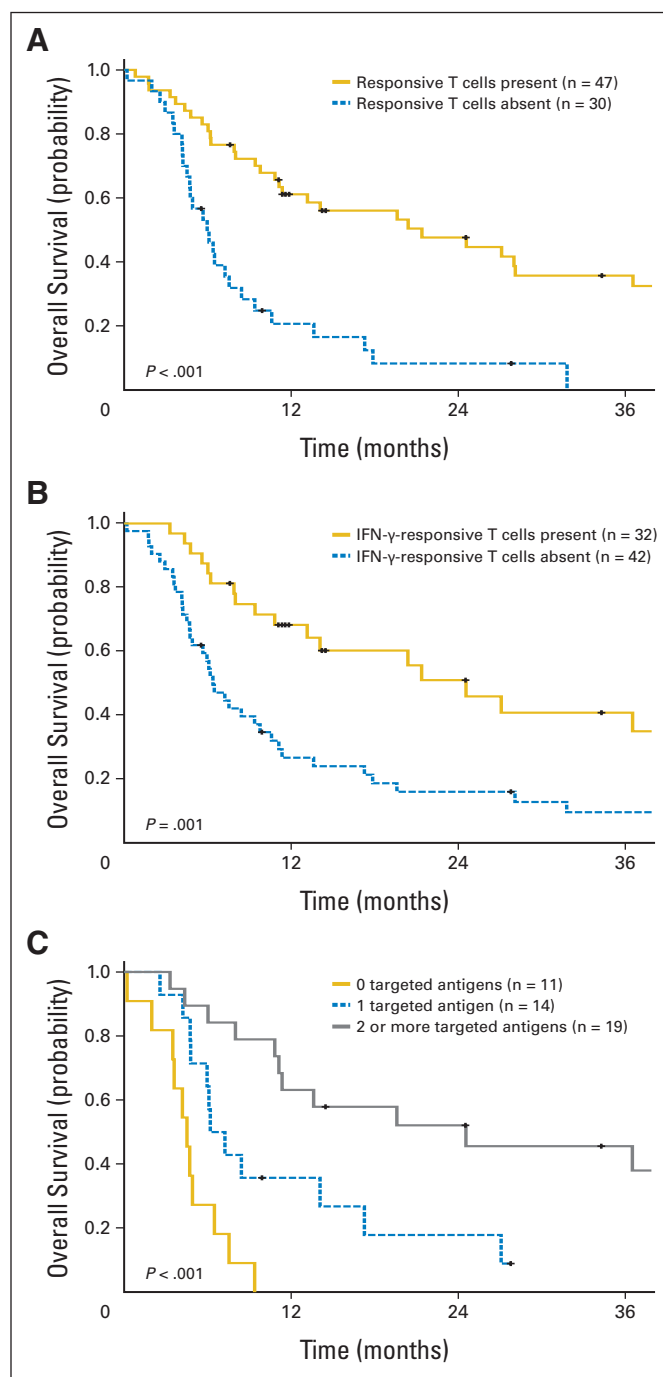 A
1.0
0.8
0.6
0.4
0.2
0
12
24
36
Overall Survival (probability)
Time (months)
Responsive T cells present (n = 47)
Responsive T cells absent (n = 30)
P < .001
B
1.0
0.8
0.6
0.4
0.2
0
12
24
36
Overall Survival (probability)
Time (months)
IFN-γ-responsive T cells present (n = 32)
IFN-γ-responsive T cells absent (n = 42)
P = .001
C
1.0
0.8
0.6
0.4
0.2
0
12
24
36
Overall Survival (probability)
Time (months)
0 targeted antigens (n = 11)
1 targeted antigen (n = 14)
2 or more targeted antigens (n = 19)
P < .001